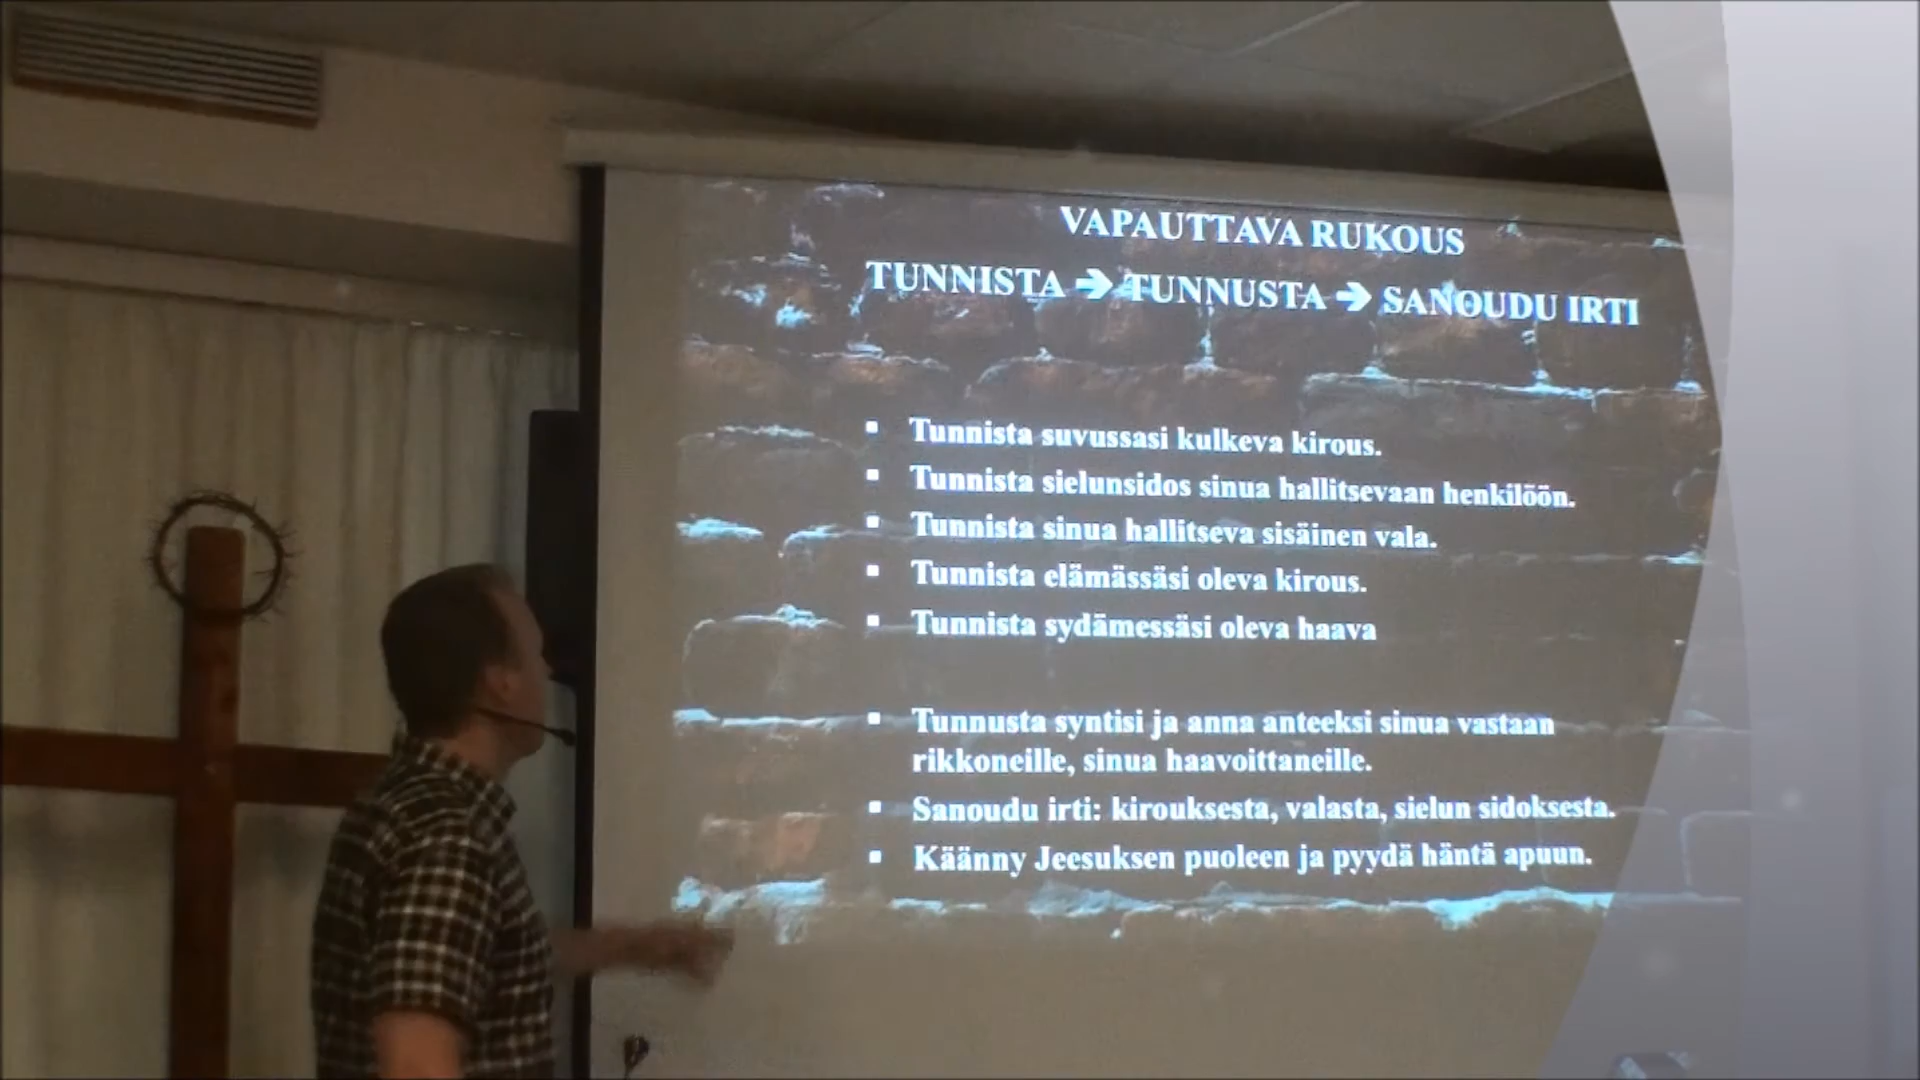 VAPAUTTAVA RUKOUS
TUNNISTA ➔ TUNNUSTA ➔ SANOUDU IRTI
▪ Tunnista suvussasi kulkeva kirous.
▪ Tunnista sielunsidos sinua hallitsevaan henkilöön.
▪ Tunnista sinua hallitseva sisäinen vala.
▪ Tunnista elämässäsi oleva kirous.
▪ Tunnista sydämessäsi oleva haava
▪ Tunnusta syntisi ja anna anteeksi sinua vastaan
rikkoneille, sinua haavoittaneille.
▪ Sanoudu irti: kirouksesta, valasta, sielun sidoksesta.
▪ Käänny Jeesuksen puoleen ja pyydä häntä apuun.